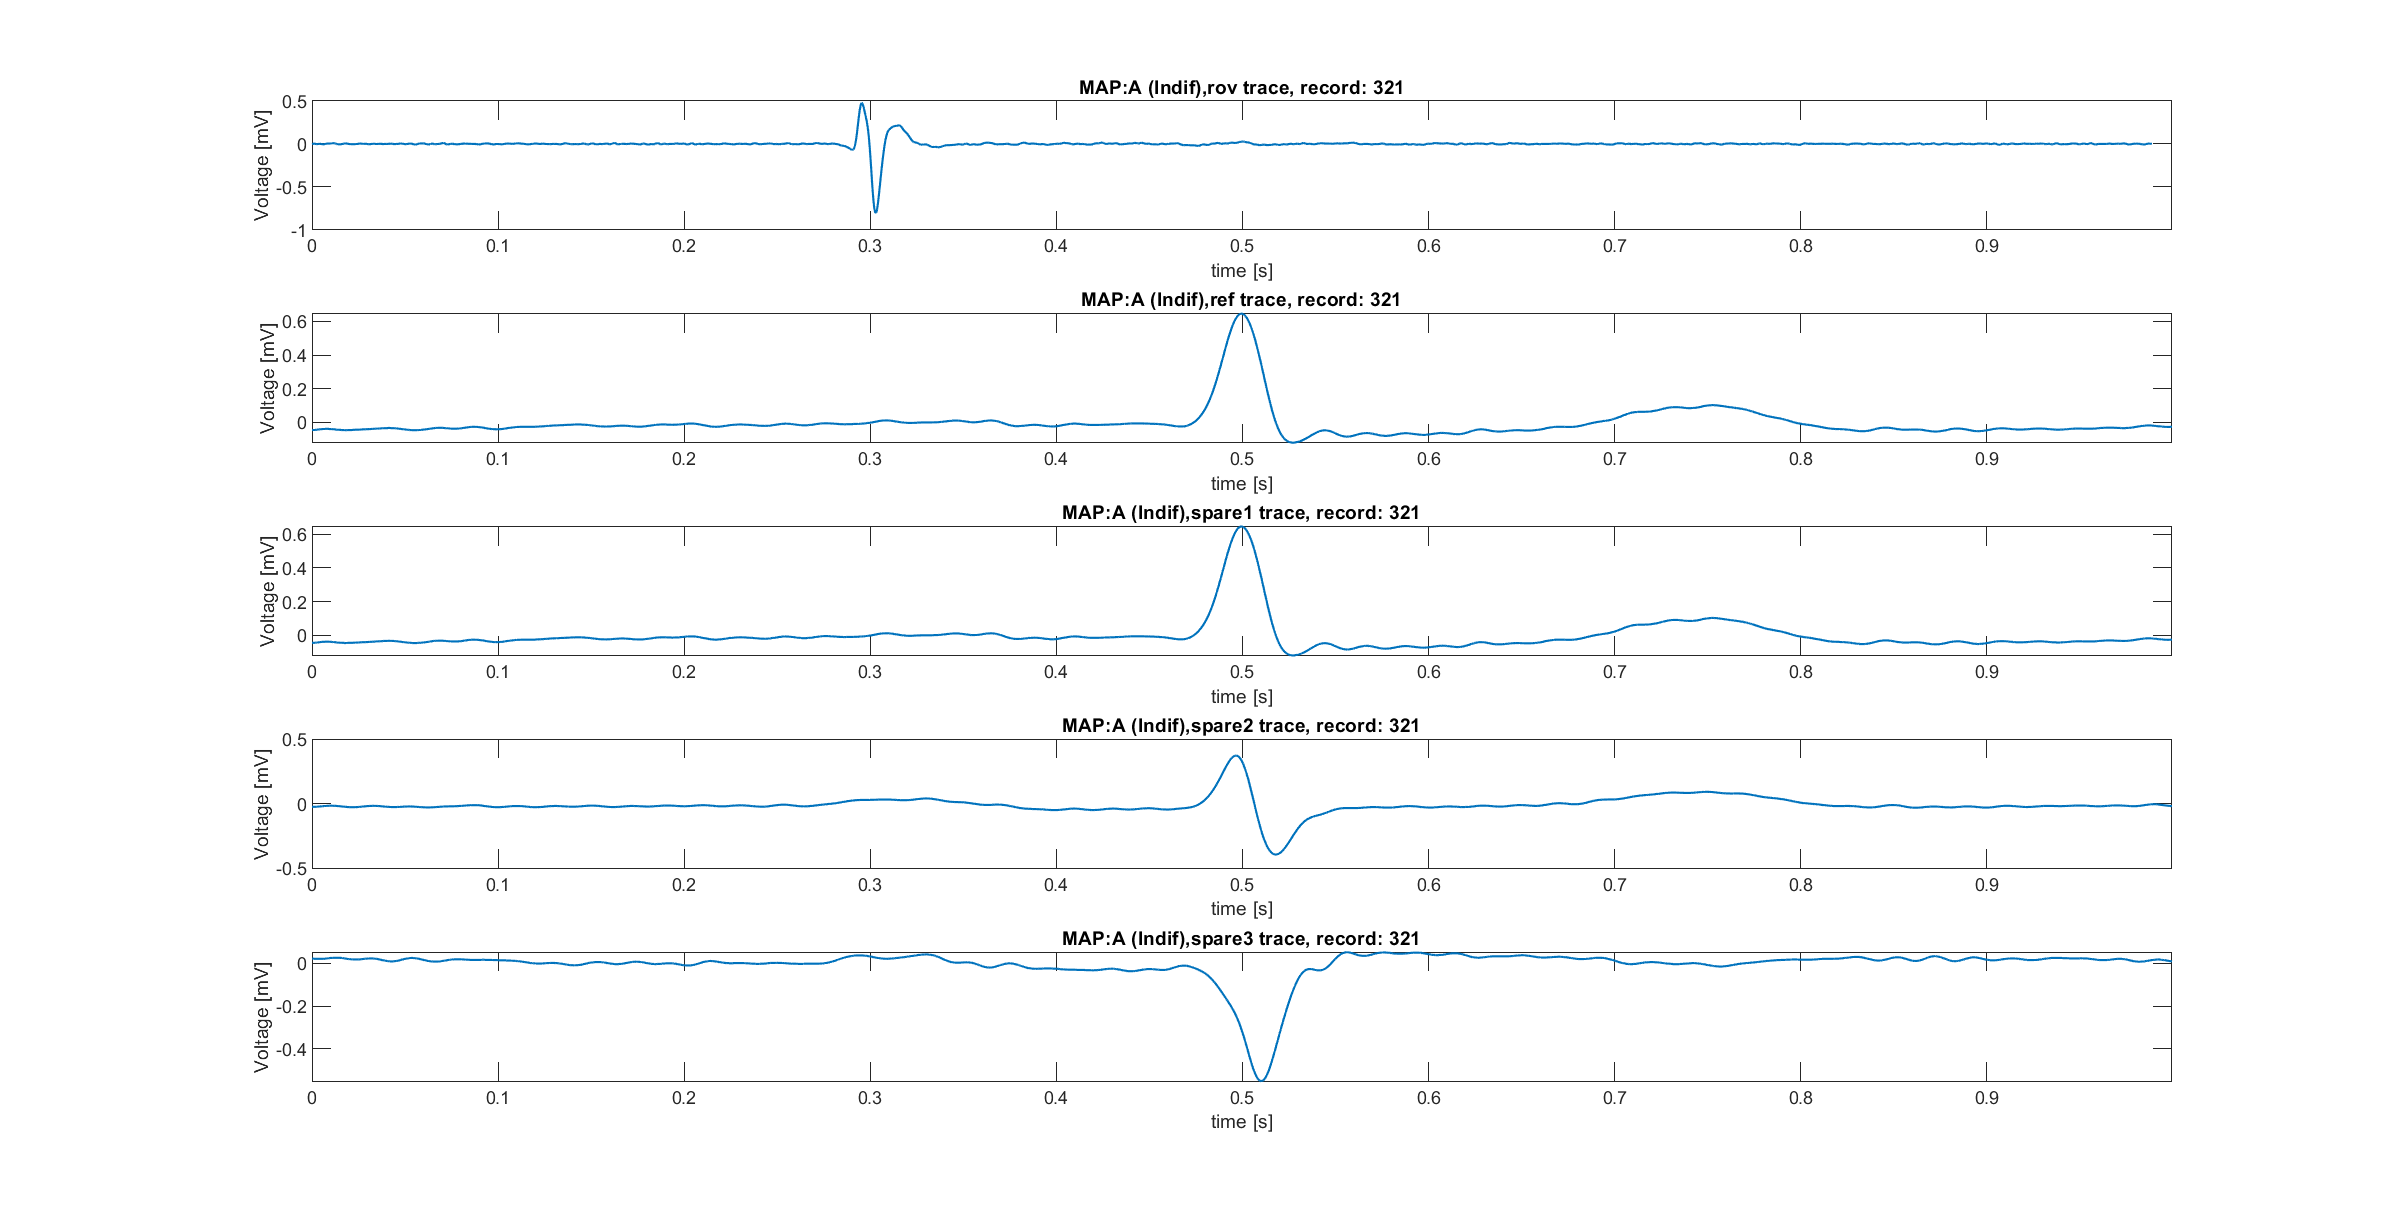 MAP:A (Indif),rov trace, record: 321
Voltage [mV]
0.5
0
-0.5
-1
0 0.1 0.2 0.3 0.4 0.5 0.6 0.7 0.8 0.9
time [s]
MAP:A (Indif),ref trace, record: 321
Voltage [mV]
0.6
0.4
0.2
0
0 0.1 0.2 0.3 0.4 0.5 0.6 0.7 0.8 0.9
time [s]
MAP:A (Indif),spare1 trace, record: 321
Voltage [mV]
0.6
0.4
0.2
0
0 0.1 0.2 0.3 0.4 0.5 0.6 0.7 0.8 0.9
time [s]
MAP:A (Indif),spare2 trace, record: 321
Voltage [mV]
0.5
0
-0.5
0 0.1 0.2 0.3 0.4 0.5 0.6 0.7 0.8 0.9
time [s]
MAP:A (Indif),spare3 trace, record: 321
Voltage [mV]
0
-0.2
-0.4
0 0.1 0.2 0.3 0.4 0.5 0.6 0.7 0.8 0.9
time [s]